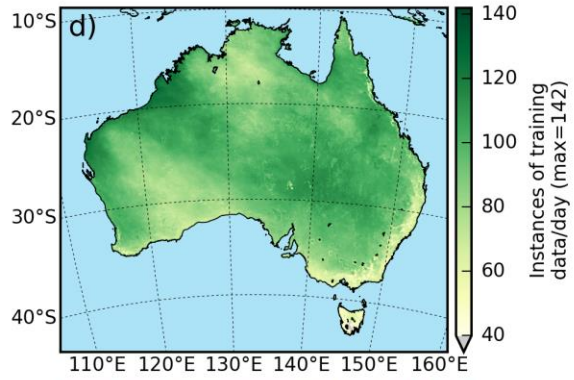 d)
10°S
20°S
30°S
40°S
110°E 120°E 130°E 140°E 150°E 160°E
140
120
100
80
60
40
Instances of training
data/day (max=142)